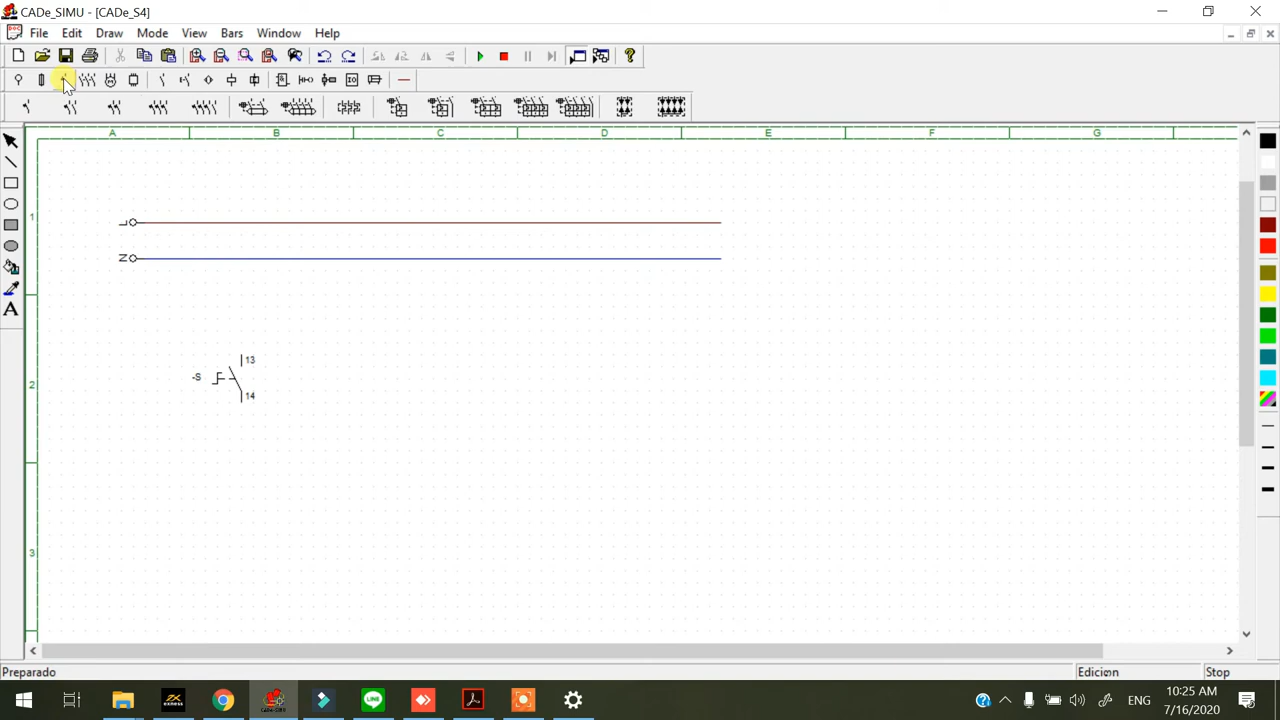 CADe_SIMU - [CADe_S4]
File Edit Draw Mode View Bars Window Help
A B C D E F G
1
L
N
13
-S
2
14
3
A
Preparado Edicion Stop
ENG 10:25 AM
7/16/2020